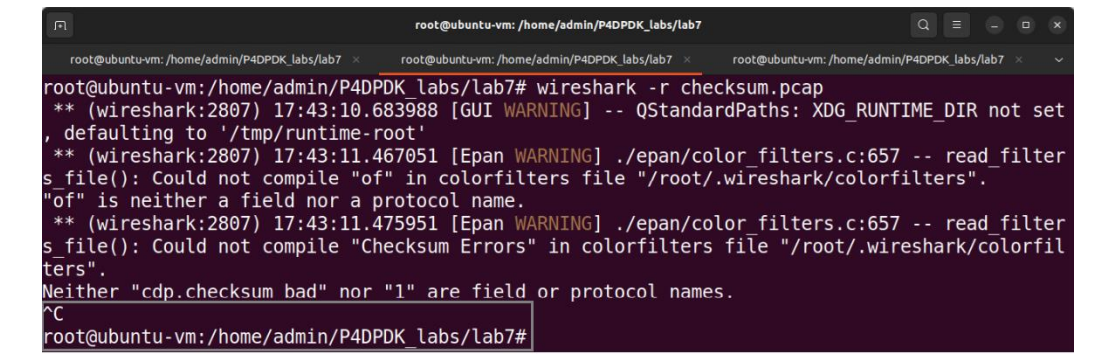 root@ubuntu-vm: /home/admin/P4DPDK_labs/lab7
root@ubuntu-vm: /home/admin/P4DPDK_labs/lab7 × root@ubuntu-vm: /home/admin/P4DPDK_labs/lab7 × root@ubuntu-vm: /home/admin/P4DPDK_labs/lab7 ×
root@ubuntu-vm:/home/admin/P4DPDK_labs/lab7# wireshark -r checksum.pcap
 ** (wireshark:2807) 17:43:10.683988 [GUI WARNING] -- QStandardPaths: XDG_RUNTIME_DIR not set
, defaulting to '/tmp/runtime-root'
 ** (wireshark:2807) 17:43:11.467051 [Epan WARNING] ./epan/color_filters.c:657 -- read_filter
s_file(): Could not compile "of" in colorfilters file "/root/.wireshark/colorfilters".
"of" is neither a field nor a protocol name.
 ** (wireshark:2807) 17:43:11.475951 [Epan WARNING] ./epan/color_filters.c:657 -- read_filter
s_file(): Could not compile "Checksum Errors" in colorfilters file "/root/.wireshark/colorfil
ters".
Neither "cdp.checksum_bad" nor "1" are field or protocol names.
^C
root@ubuntu-vm:/home/admin/P4DPDK_labs/lab7#